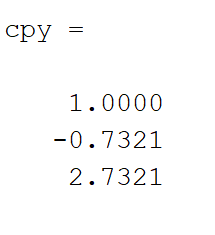 cpy =
1.0000
-0.7321
2.7321